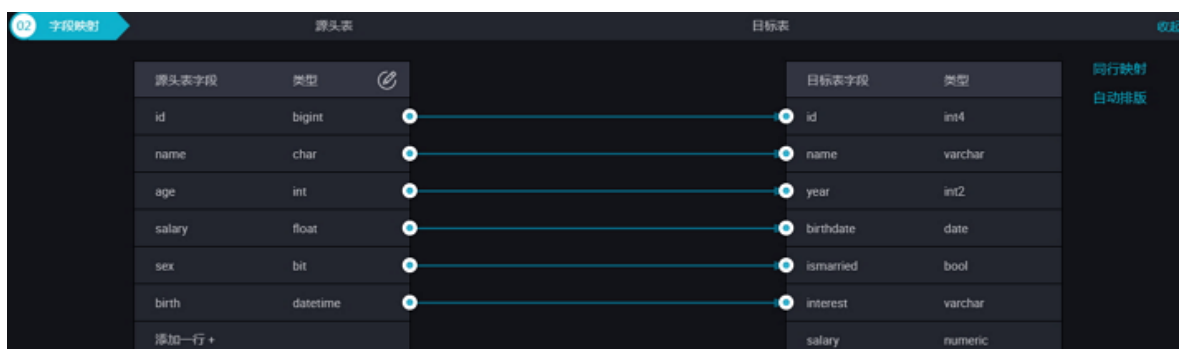 02 字段映射 源头表 目标表 收起
源头表字段 类型 目标表字段 类型 同行映射
自动排版
id bigint id int4
name char name varchar
age int year int2
salary float birthdate date
sex bit ismarried bool
birth datetime interest varchar
添加一行 + salary numeric